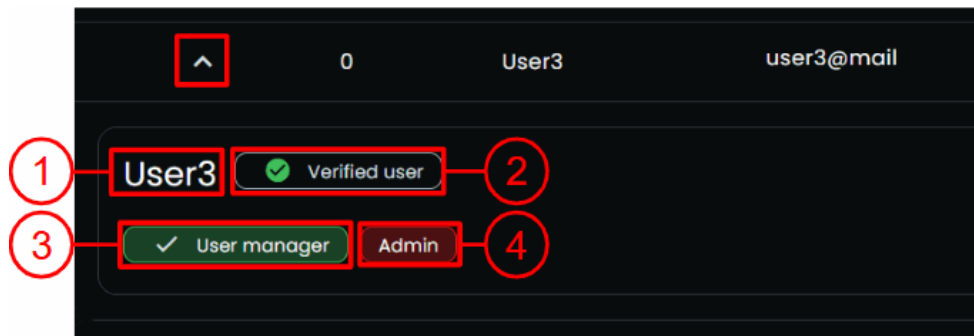 0 User3 user3@mail
1 User3 Verified user 2
3 User manager Admin 4